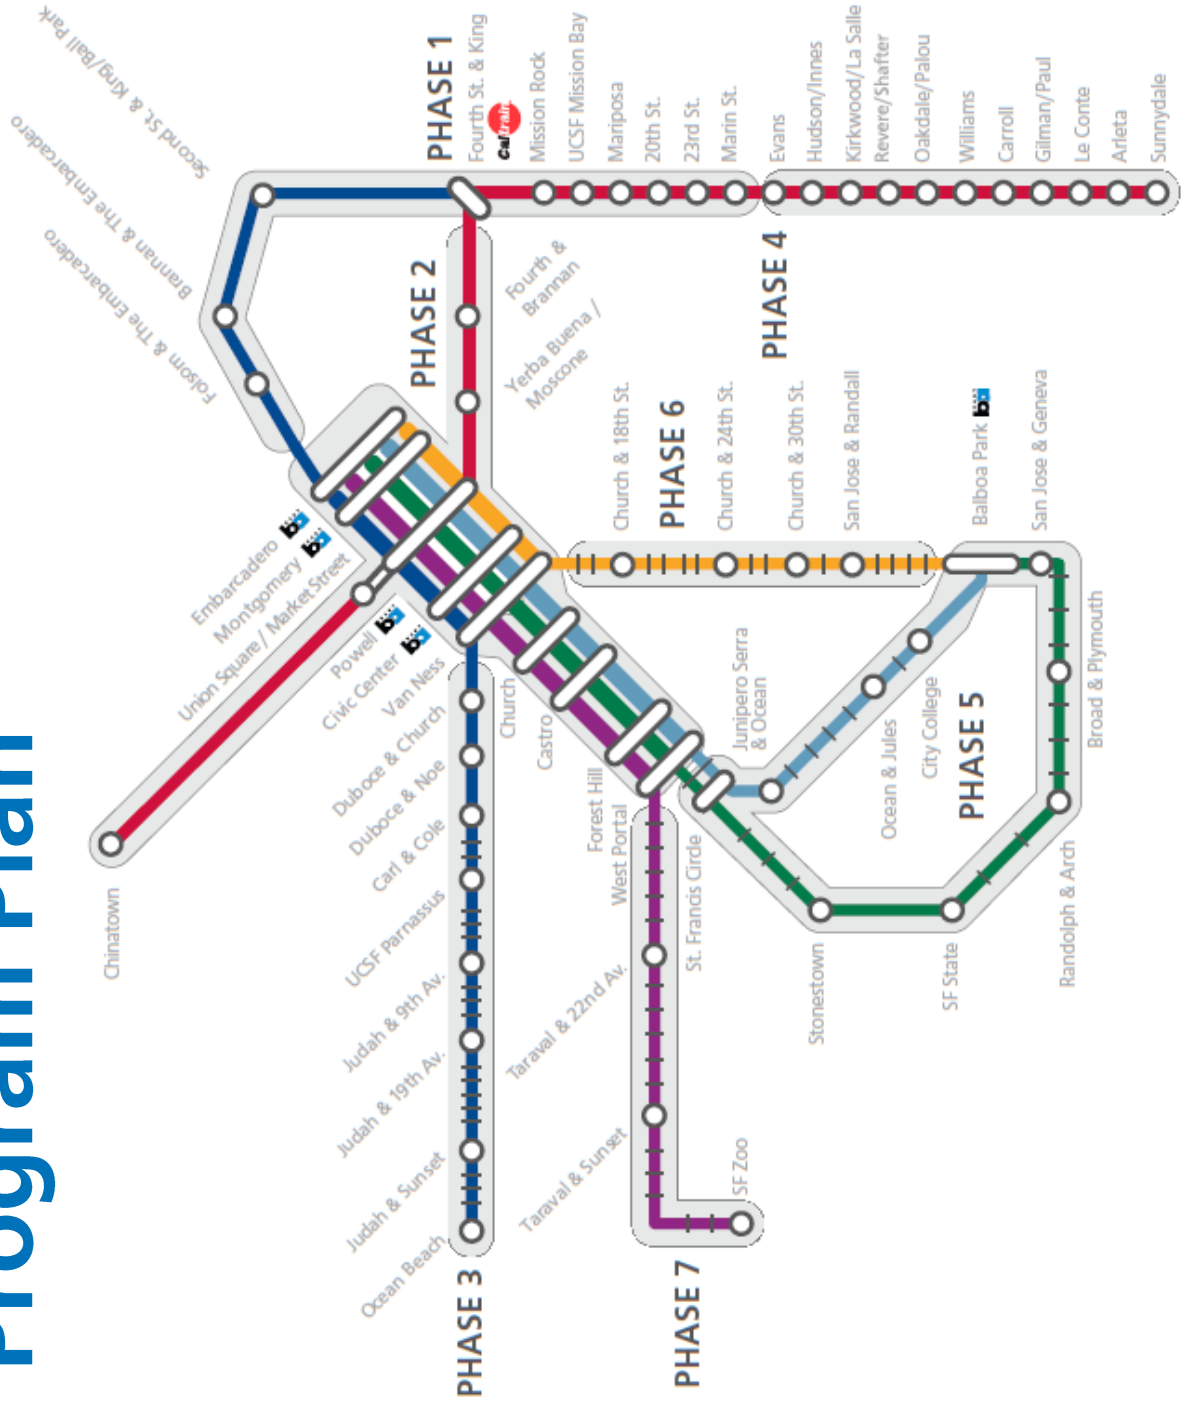 Program Plan
PHASE 1
Fourth St. & King
Caltrain
Mission Rock
UCSF Mission Bay
Mariposa
20th St.
23rd St.
Marin St.
Evans
Hudson/Innes
Kirkwood/La Salle
Revere/Shafter
Oakdale/Palou
Williams
Carroll
Gilman/Paul
Le Conte
Arleta
Sunnydale
PHASE 4
Second St. & King/Ball Park
Brannan & The Embarcadero
Folsom & The Embarcadero
PHASE 2
Fourth &
Brannan
Yerba Buena /
Moscone
Embarcadero
Montgomery
Union Square / Market Street
Powell
Civic Center
Van Ness
Church
Castro
Forest Hill
West Portal
Chinatown
Duboce & Church
Duboce & Noe
Carl & Cole
UCSF Parnassus
Judah & 9th Av.
Judah & 19th Av.
Judah & Sunset
Ocean Beach
PHASE 3
Church & 18th St.
PHASE 6
Church & 24th St.
Church & 30th St.
San Jose & Randall
Balboa Park
San Jose & Geneva
Junipero Serra
& Ocean
Ocean & Jules
City College
PHASE 5
Broad & Plymouth
St. Francis Circle
Stonestown
SF State
Randolph & Arch
Taraval & 22nd Av.
Taraval & Sunset
SF Zoo
PHASE 7